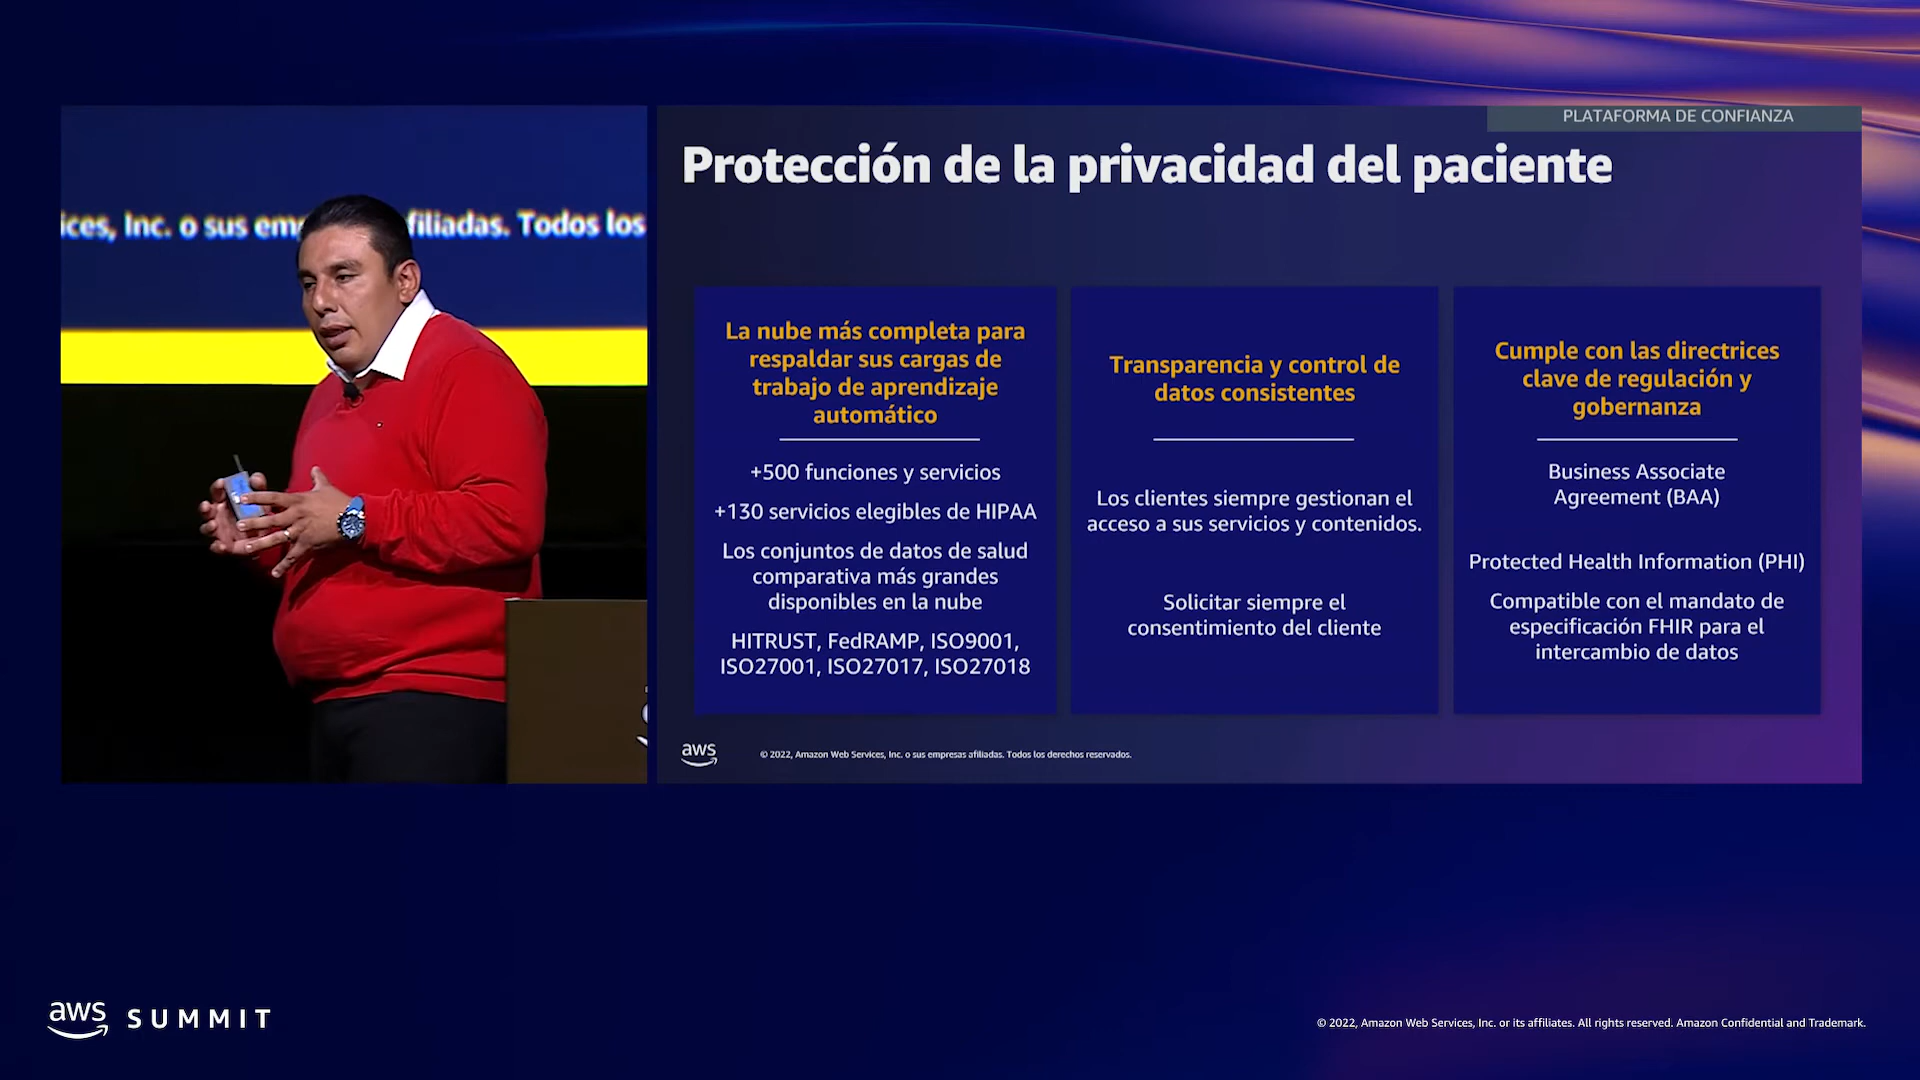 ices, Inc. o sus em filiadas. Todos los
PLATAFORMA DE CONFIANZA
Protección de la privacidad del paciente
La nube más completa para
respaldar sus cargas de
trabajo de aprendizaje
automático
+500 funciones y servicios
+130 servicios elegibles de HIPAA
Los conjuntos de datos de salud
comparativa más grandes
disponibles en la nube
HITRUST, FedRAMP, ISO9001,
ISO27001, ISO27017, ISO27018
Transparencia y control de
datos consistentes
Los clientes siempre gestionan el
acceso a sus servicios y contenidos.
Solicitar siempre el
consentimiento del cliente
Cumple con las directrices
clave de regulación y
gobernanza
Business Associate
Agreement (BAA)
Protected Health Information (PHI)
Compatible con el mandato de
especificación FHIR para el
intercambio de datos
aws
© 2022, Amazon Web Services, Inc. o sus empresas afiliadas. Todos los derechos reservados.
aws SUMMIT
© 2022, Amazon Web Services, Inc. or its affiliates. All rights reserved. Amazon Confidential and Trademark.